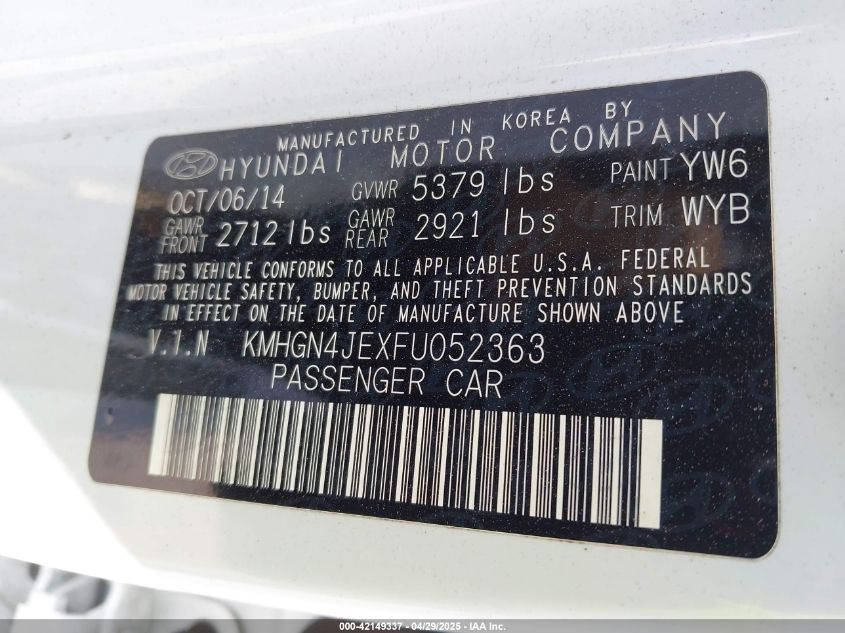 MANUFACTURED IN KOREA BY
HYUNDAI MOTOR COMPANY
OCT/06/14 GVWR 5379 lbs PAINT YW6
GAWR FRONT 2712 lbs GAWR REAR 2921 lbs TRIM WYB
THIS VEHICLE CONFORMS TO ALL APPLICABLE U.S.A. FEDERAL
MOTOR VEHICLE SAFETY, BUMPER, AND THEFT PREVENTION STANDARDS
IN EFFECT ON THE DATE OF MANUFACTURE SHOWN ABOVE
V.I.N KMHGN4JEXFU052363
PASSENGER CAR
000-42149337 - 04/29/2025 - IAA Inc.